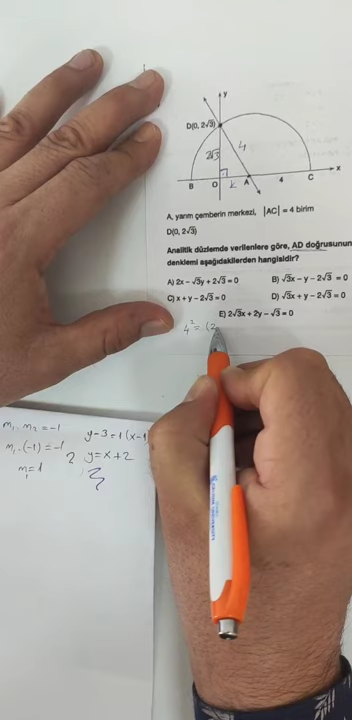 y
D(0, 2√3)
4
2√3
x
B
O
k
A
4
C
A, yarım çemberin merkezi, |AC| = 4 birim
D(0, 2√3)
Analitik düzlemde verilenlere göre, AD doğrusunun
denklemi aşağıdakilerden hangisidir?
A) 2x − √3y + 2√3 = 0
B) √3x − y − 2√3 = 0
C) x + y − 2√3 = 0
D) √3x + y − 2√3 = 0
E) 2√3x + 2y − √3 = 0
4² = (2
m₁ . m₂ = −1
y−3=1(x−1
m₁ . (−1) = −1
2
y = x + 2
m₁ = 1